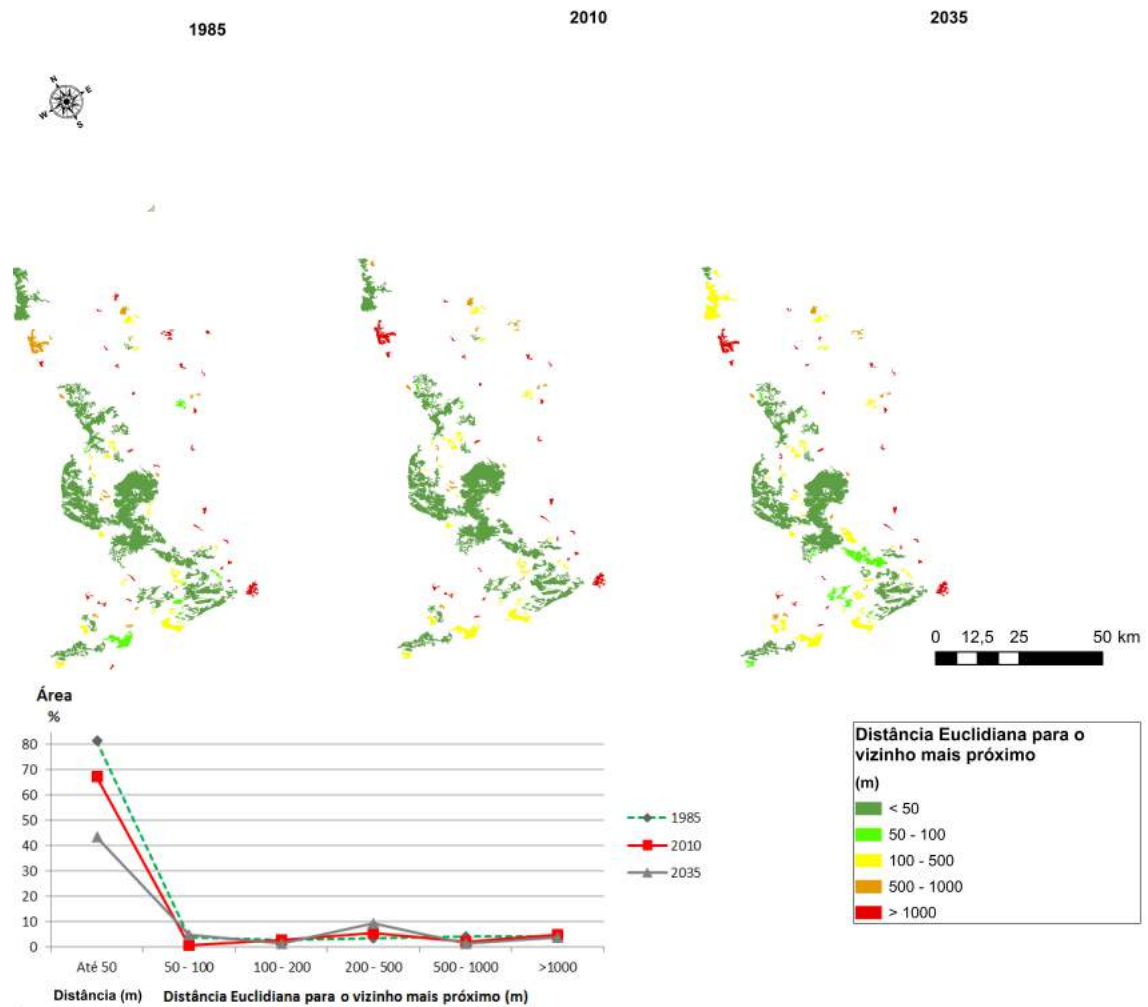 1985
2010
2035
N
E
W
S
0 12,5 25 50 km
Área
%
80
70
60
50
40
30
20
10
0
Até 50 50 - 100 100 - 200 200 - 500 500 - 1000 >1000
Distância (m) Distância Euclidiana para o vizinho mais próximo (m)
1985
2010
2035
Distância Euclidiana para o
vizinho mais próximo
(m)
< 50
50 - 100
100 - 500
500 - 1000
> 1000